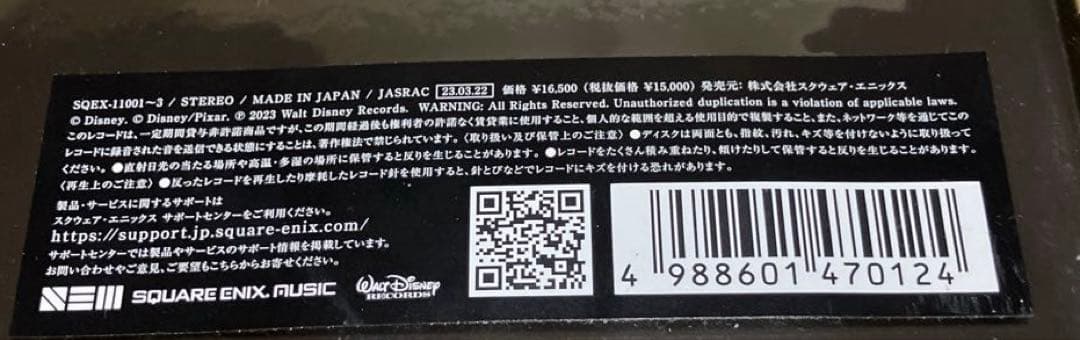 SQEX-11001~3 / STEREO / MADE IN JAPAN / JASRAC 23.03.22 価格 ¥16,500 (税抜価格 ¥15,000) 発売元: 株式会社スクウェア・エニックス
© Disney. © Disney/Pixar. ℗ 2023 Walt Disney Records. WARNING: All Rights Reserved. Unauthorized duplication is a violation of applicable laws.
このレコードは、一定期間貸与非許諾商品ですが、この期間経過後も権利者の許諾なく賃貸業に使用すること、個人的な範囲を超える使用目的で複製すること、また、ネットワーク等を通じてこの
レコードに録音された音を送信できる状態にすることは、著作権法で禁じられています。〈取り扱い及び保管上のご注意〉 ●ディスクは両面とも、指紋、汚れ、キズ等を付けないように取り扱って
ください。 ●直射日光の当たる場所や高温・多湿の場所に保管すると反りを生じることがあります。 ●レコードをたくさん積み重ねたり、傾けたりして保管すると反りを生じることがあります。
〈再生上のご注意〉 ●反ったレコードを再生したり摩耗したレコード針を使用すると、針とびなどでレコードにキズを付ける恐れがあります。
製品・サービスに関するサポートは
スクウェア・エニックス サポートセンターをご利用ください。
https://support.jp.square-enix.com/
サポートセンターでは製品やサービスのサポート情報を掲載しています。
お問い合わせやご意見、ご要望もこちらからお寄せください。
SEM SQUARE ENIX. MUSIC WALT DISNEY RECORDS
4 988601 470124